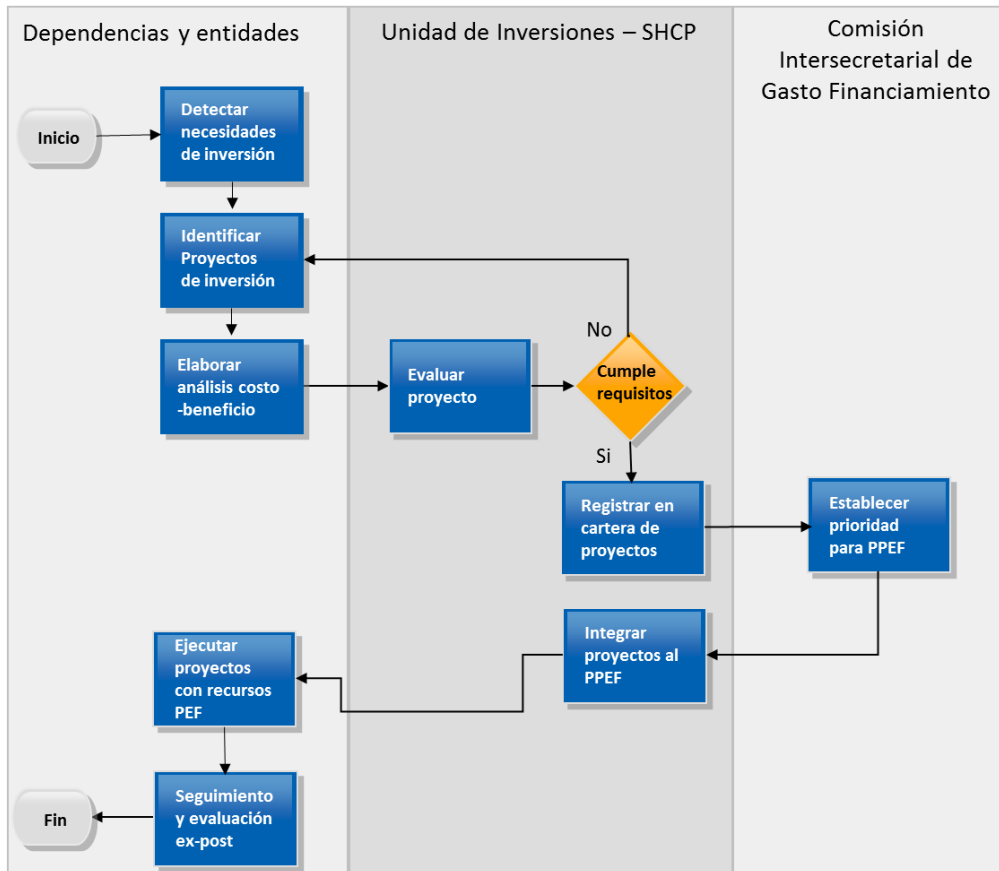 Dependencias y entidades
Unidad de Inversiones – SHCP
Comisión
Intersecretarial de
Gasto Financiamiento
Inicio
Detectar
necesidades
de inversión
Identificar
Proyectos
de inversión
Elaborar
análisis costo
-beneficio
Evaluar
proyecto
No
Cumple
requisitos
Si
Registrar en
cartera de
proyectos
Establecer
prioridad
para PPEF
Integrar
proyectos al
PPEF
Ejecutar
proyectos
con recursos
PEF
Seguimiento
y evaluación
ex-post
Fin